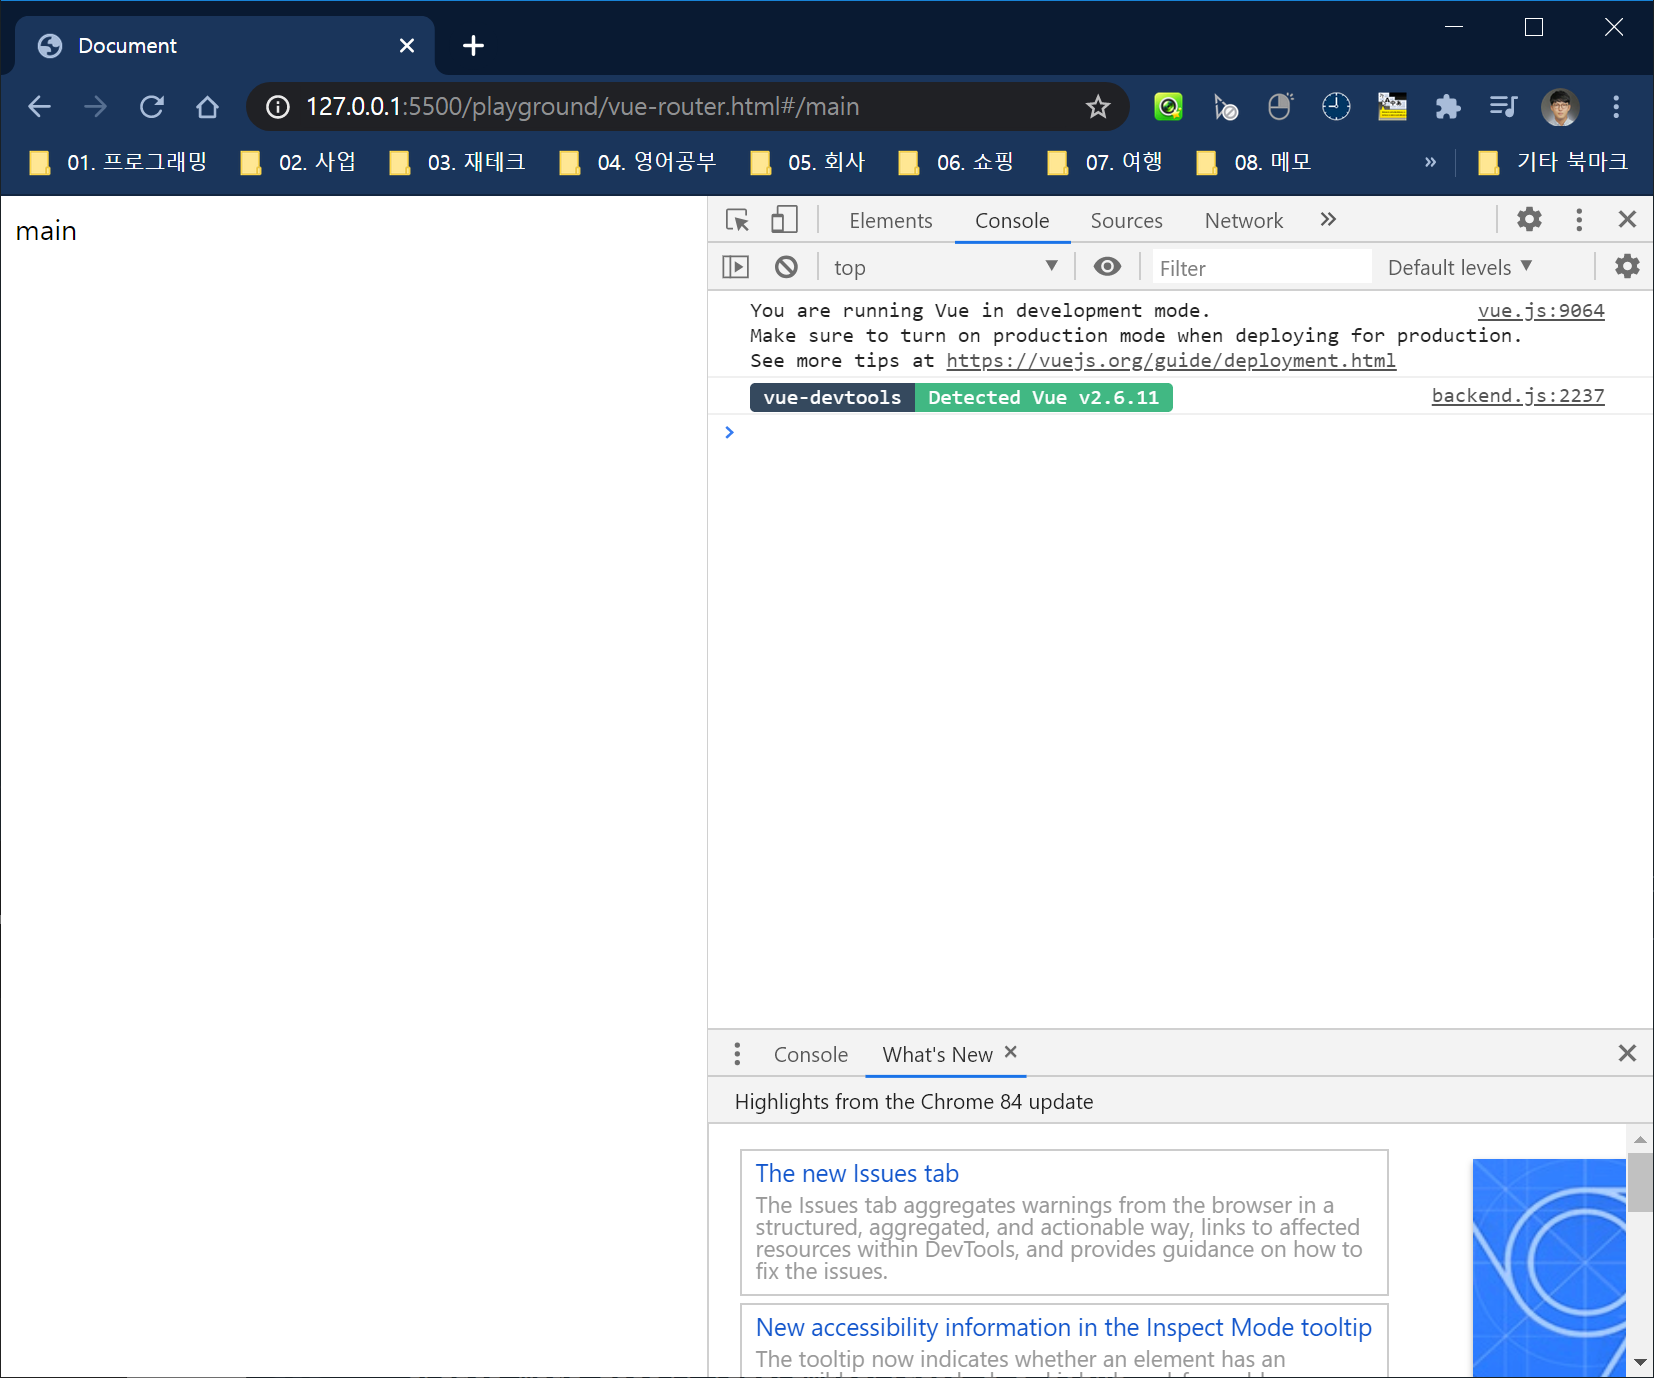 Document
127.0.0.1:5500/playground/vue-router.html#/main
01. 프로그래밍 02. 사업 03. 재테크 04. 영어공부 05. 회사 06. 쇼핑 07. 여행 08. 메모 » 기타 북마크
main
Elements Console Sources Network »
top Filter Default levels
You are running Vue in development mode. vue.js:9064
Make sure to turn on production mode when deploying for production.
See more tips at https://vuejs.org/guide/deployment.html
vue-devtools Detected Vue v2.6.11 backend.js:2237
Console What's New
Highlights from the Chrome 84 update
The new Issues tab
The Issues tab aggregates warnings from the browser in a
structured, aggregated, and actionable way, links to affected
resources within DevTools, and provides guidance on how to
fix the issues.
New accessibility information in the Inspect Mode tooltip
The tooltip now indicates whether an element has an